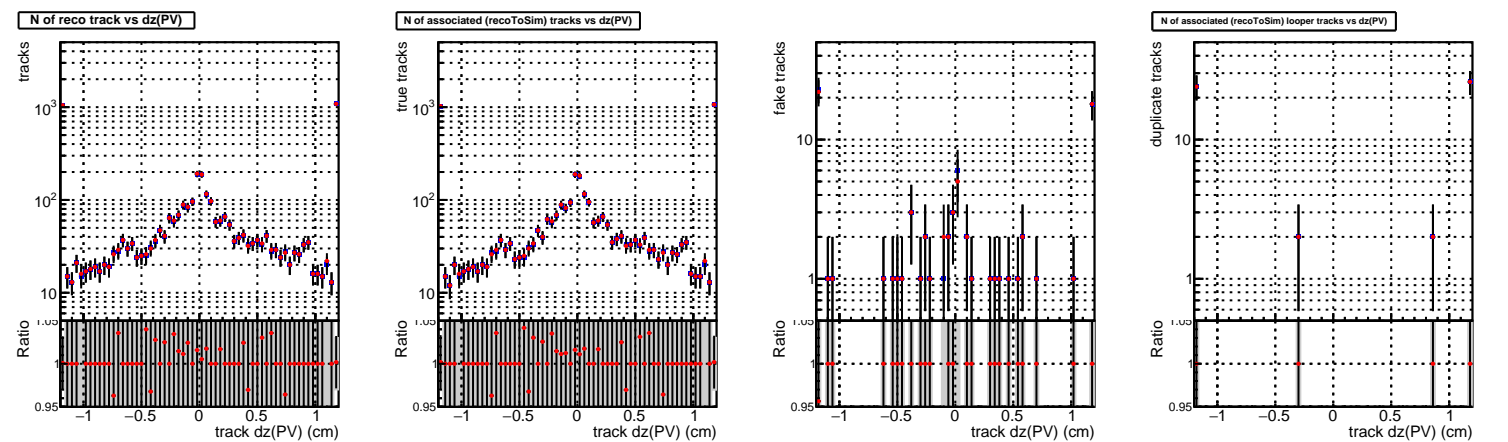 N of reco track vs dz(PV)
tracks
10³
10²
10
1.05
Ratio
1
0.95
−1 −0.5 0 0.5 1
track dz(PV) (cm)
N of associated (recoToSim) tracks vs dz(PV)
true tracks
10³
10²
10
1.05
Ratio
1
0.95
−1 −0.5 0 0.5 1
track dz(PV) (cm)
fake tracks
10
1
1.05
Ratio
1
0.95
−1 −0.5 0 0.5 1
track dz(PV) (cm)
N of associated (recoToSim) looper tracks vs dz(PV)
duplicate tracks
10
1
1.05
Ratio
1
0.95
−1 −0.5 0 0.5 1
track dz(PV) (cm)